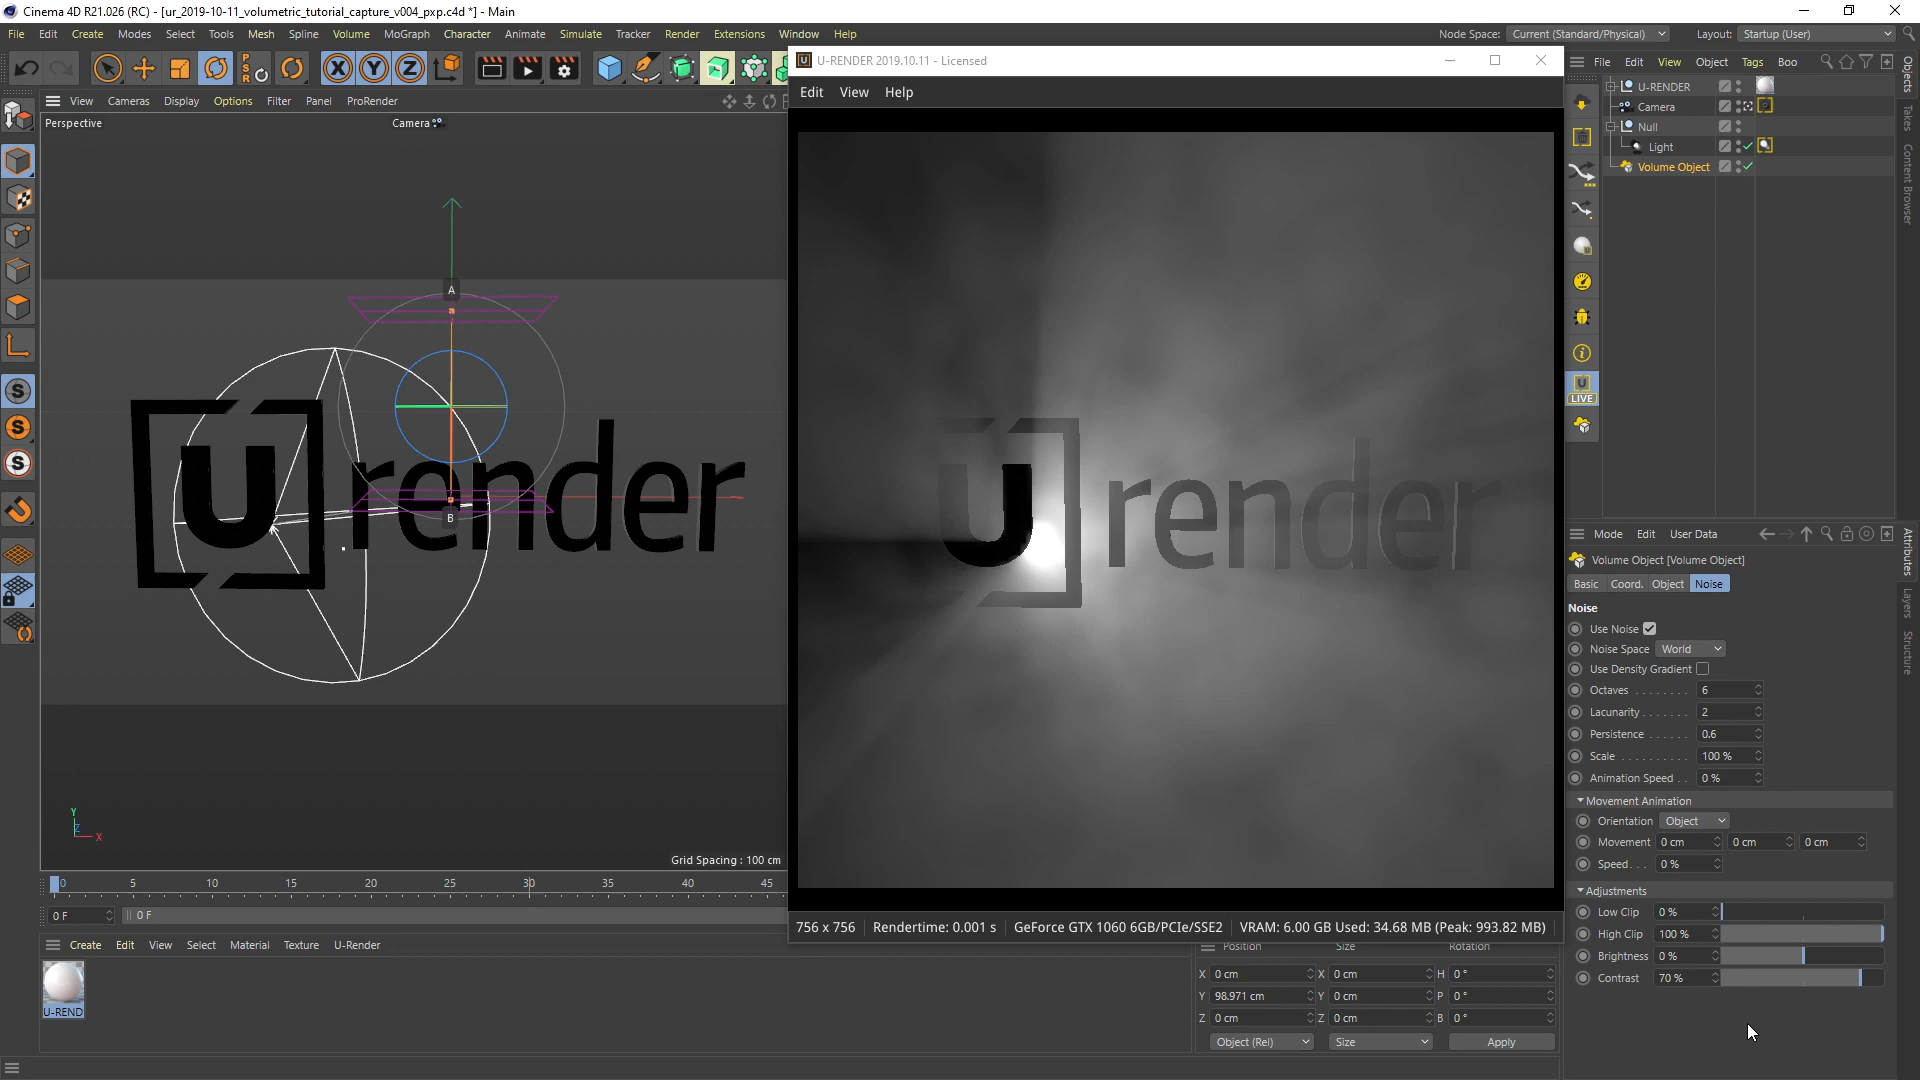 Cinema 4D R21.026 (RC) - [ur_2019-10-11_volumetric_tutorial_capture_v004_pxp.c4d *] - Main
File Edit Create Modes Select Tools Mesh Spline Volume MoGraph Character Animate Simulate Tracker Render Extensions Window Help
Node Space: Current (Standard/Physical) Layout: Startup (User)
PSR X Y Z
U-RENDER 2019.10.11 - Licensed
File Edit View Object Tags Boo
Edit View Help
View Cameras Display Options Filter Panel ProRender
Perspective
Camera
U-RENDER
Camera
Null
Light
Volume Object
Objects
Takes
Content Browser
A
B
u render
u render
LIVE
Y
Z
X
Grid Spacing : 100 cm
0 5 10 15 20 25 30 35 40 45
0 F
0 F
Create Edit View Select Material Texture U-Render
U-REND
756 x 756 Rendertime: 0.001 s GeForce GTX 1060 6GB/PCIe/SSE2 VRAM: 6.00 GB Used: 34.68 MB (Peak: 993.82 MB)
Position Size Rotation
X 0 cm X 0 cm H 0 °
Y 98.971 cm Y 0 cm P 0 °
Z 0 cm Z 0 cm B 0 °
Object (Rel) Size Apply
Mode Edit User Data
Attributes
Layers
Structure
Volume Object [Volume Object]
Basic Coord. Object Noise
Noise
Use Noise
Noise Space World
Use Density Gradient
Octaves . . . . . . . . 6
Lacunarity . . . . . . 2
Persistence . . . . . . 0.6
Scale . . . . . . . . . . 100 %
Animation Speed . . 0 %
Movement Animation
Orientation Object
Movement 0 cm 0 cm 0 cm
Speed . . . 0 %
Adjustments
Low Clip 0 %
High Clip 100 %
Brightness 0 %
Contrast 70 %